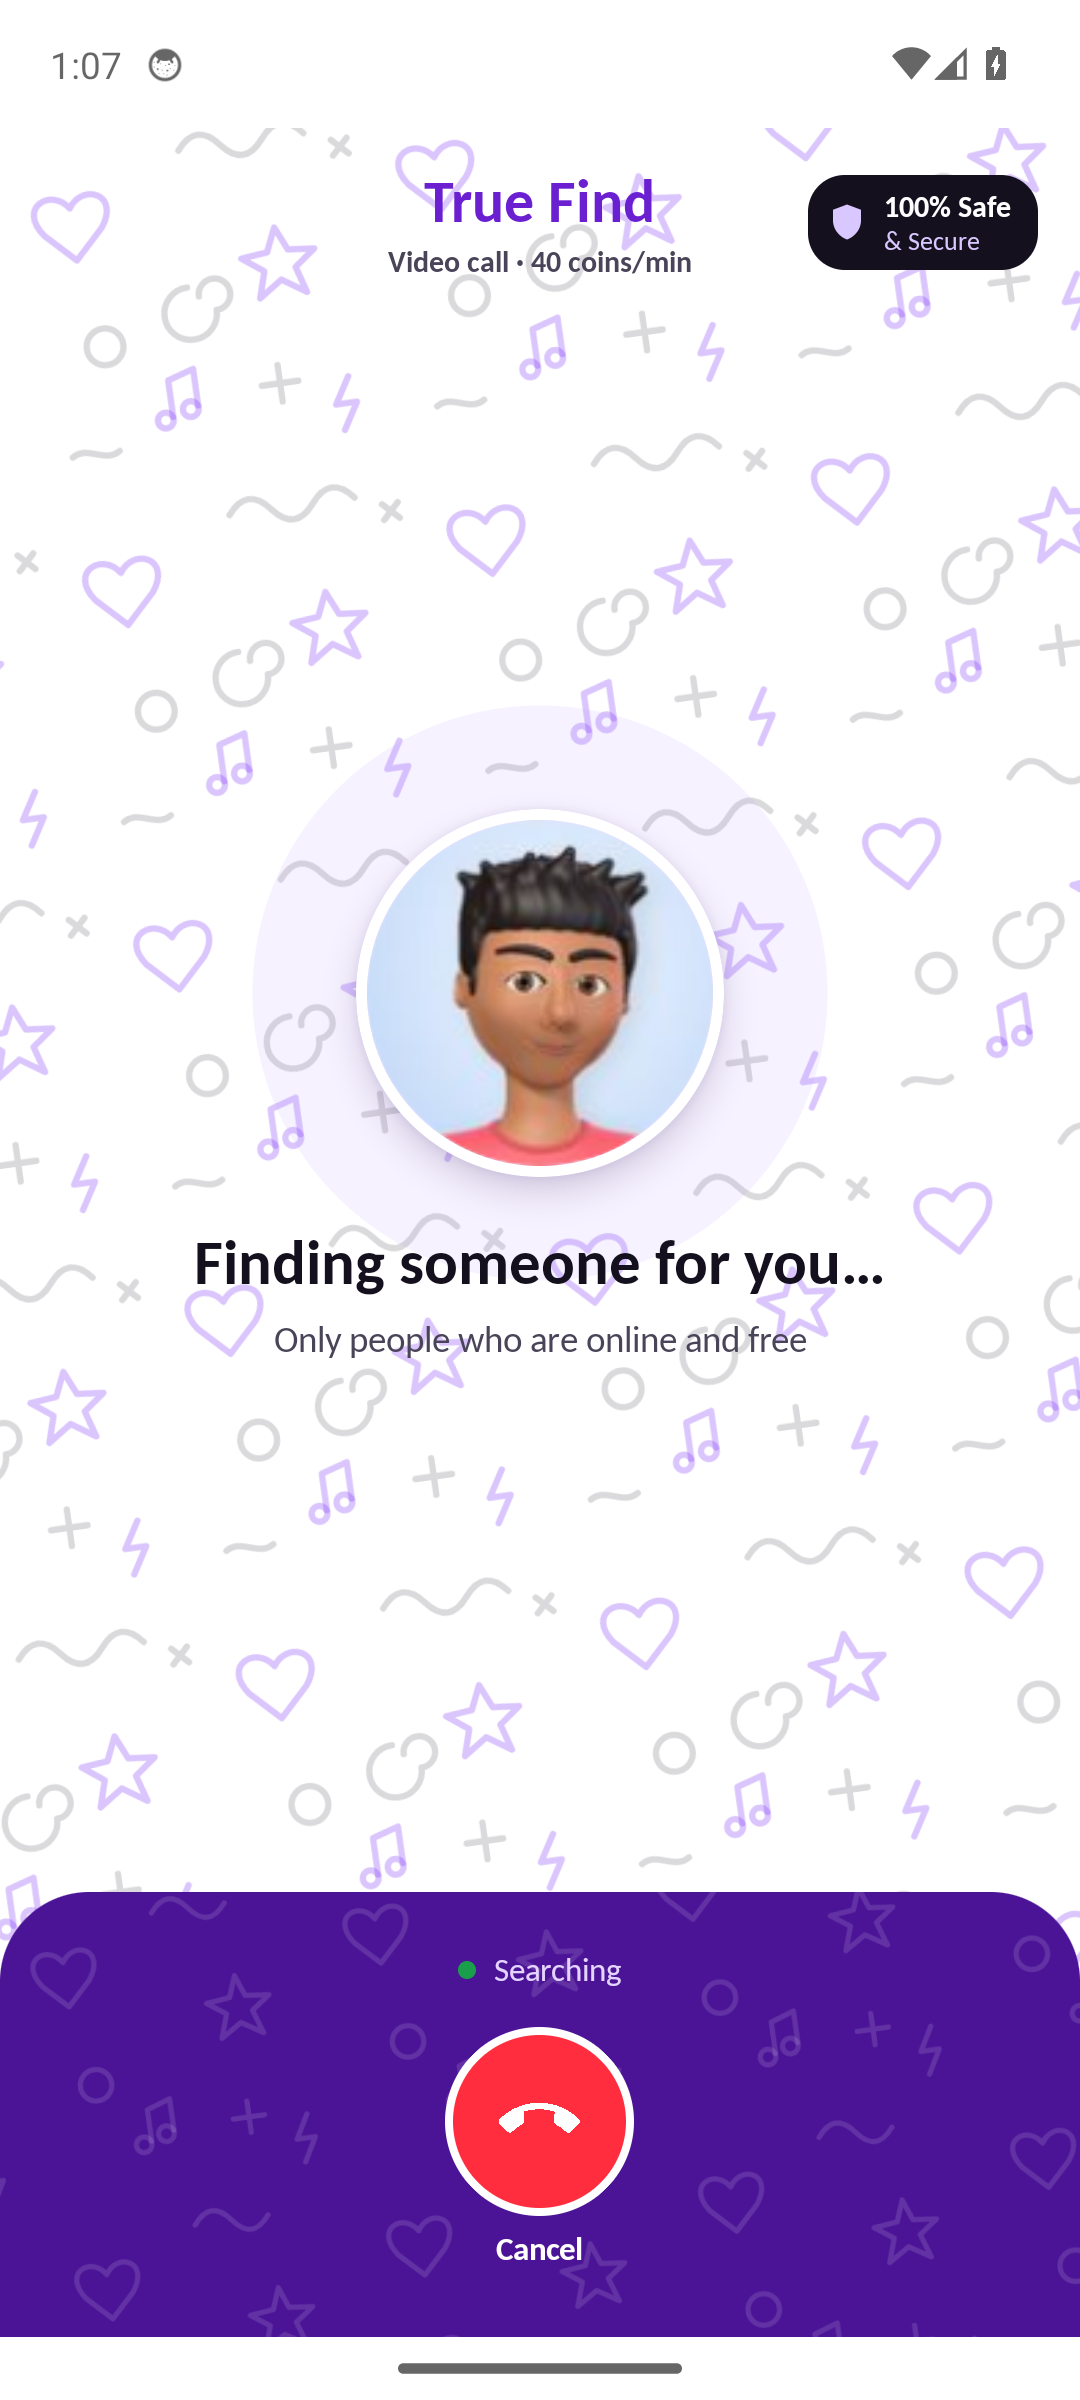 1:07
True Find
Video call · 40 coins/min
100% Safe
& Secure
Finding someone for you...
Only people who are online and free
Searching
Cancel